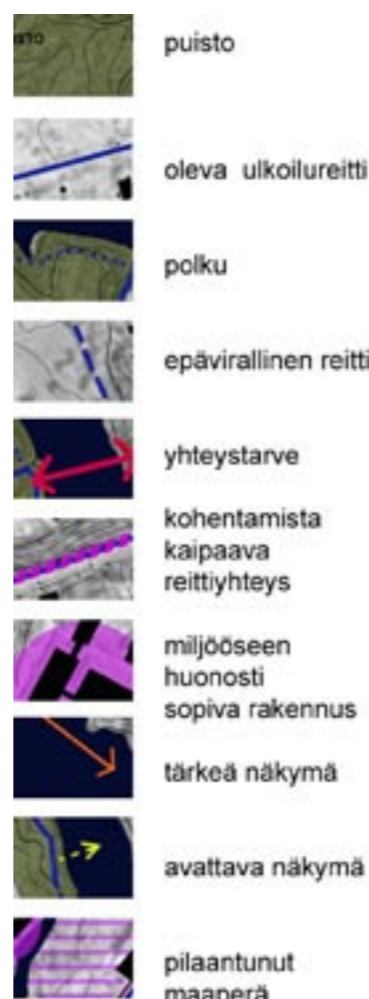 puisto
oleva ulkoilureitti
polku
epävirallinen reitti
yhteystarve
kohentamista
kaipaava
reittiyhteys
miljööseen
huonosti
sopiva rakennus
tärkeä näkymä
avattava näkymä
pilaantunut
maaperä